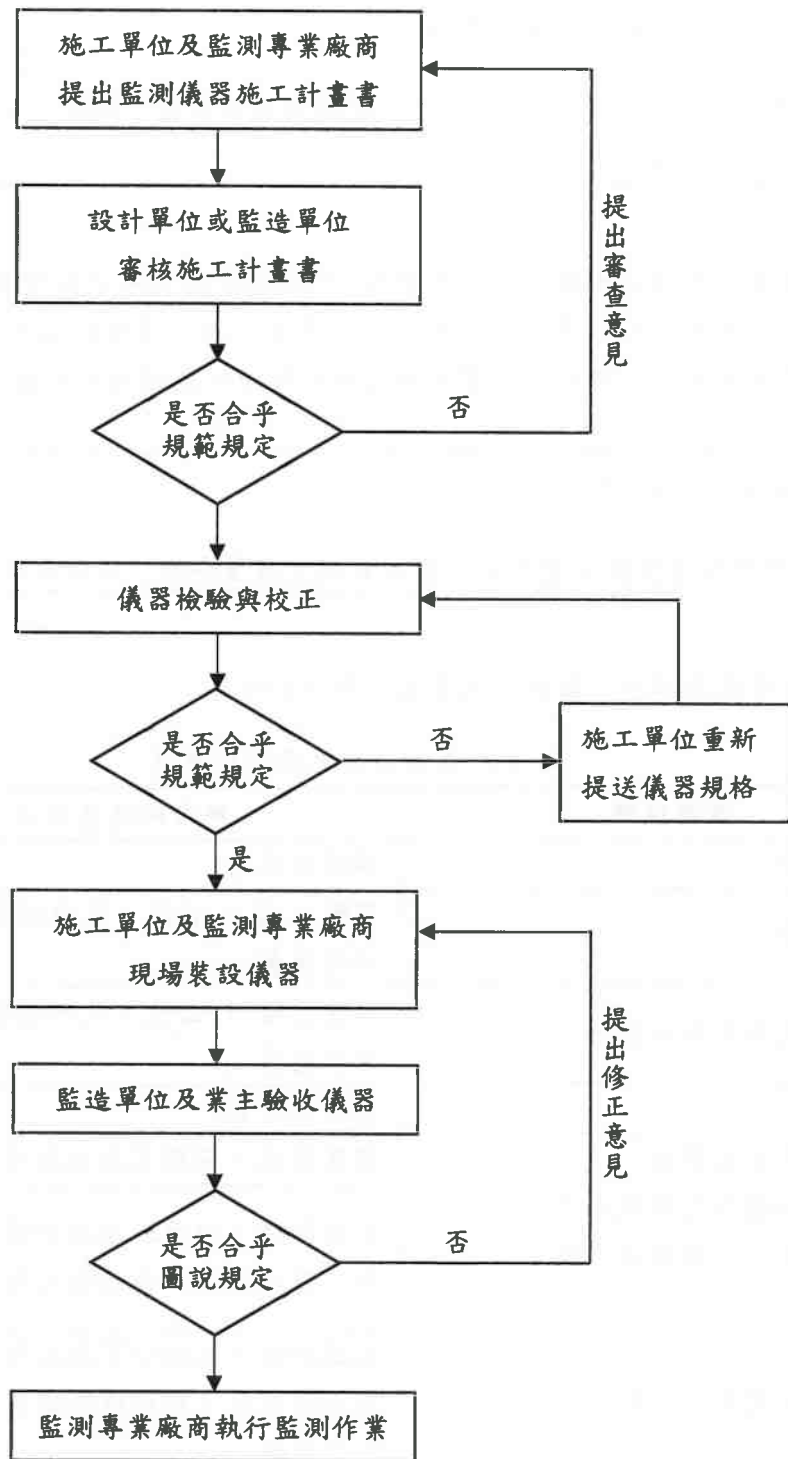 施工單位及監測專業廠商
提出監測儀器施工計畫書
設計單位或監造單位
審核施工計畫書
提出審查意見
是否合乎
規範規定
否
儀器檢驗與校正
是否合乎
規範規定
否
施工單位重新
提送儀器規格
是
施工單位及監測專業廠商
現場裝設儀器
提出修正意見
監造單位及業主驗收儀器
是否合乎
圖說規定
否
監測專業廠商執行監測作業